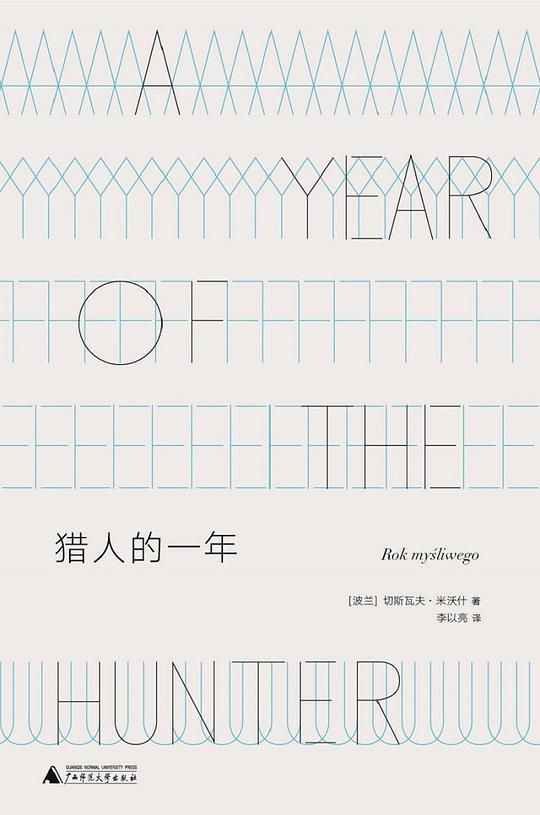 A
YEAR
OF
THE
猎人的一年
Rok myśliwego
[波兰] 切斯瓦夫·米沃什 著
李以亮 译
HUNTER
GUANGXI NORMAL UNIVERSITY PRESS
广西师范大学出版社